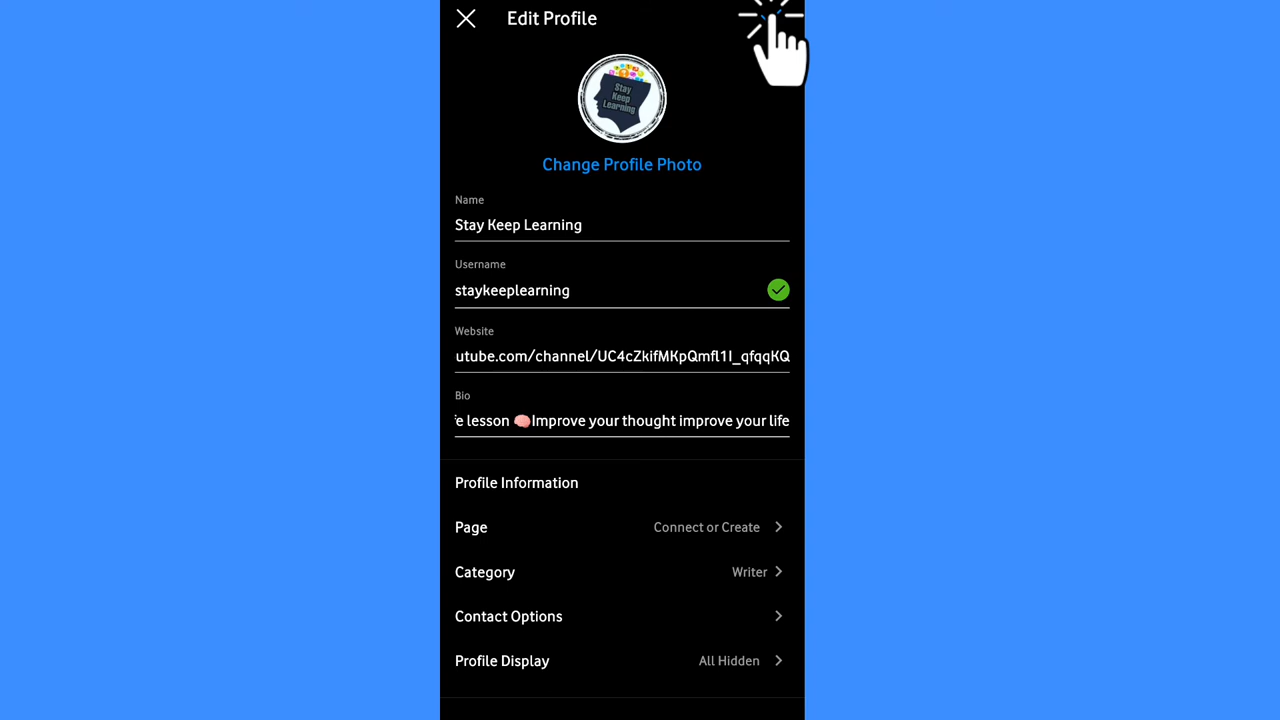 Edit Profile
Stay
Keep
Learning
Change Profile Photo
Name
Stay Keep Learning
Username
staykeeplearning
Website
utube.com/channel/UC4cZkifMKpQmfl1I_qfqqKQ
Bio
fe lesson 🧠Improve your thought improve your life
Profile Information
Page
Connect or Create
Category
Writer
Contact Options
Profile Display
All Hidden